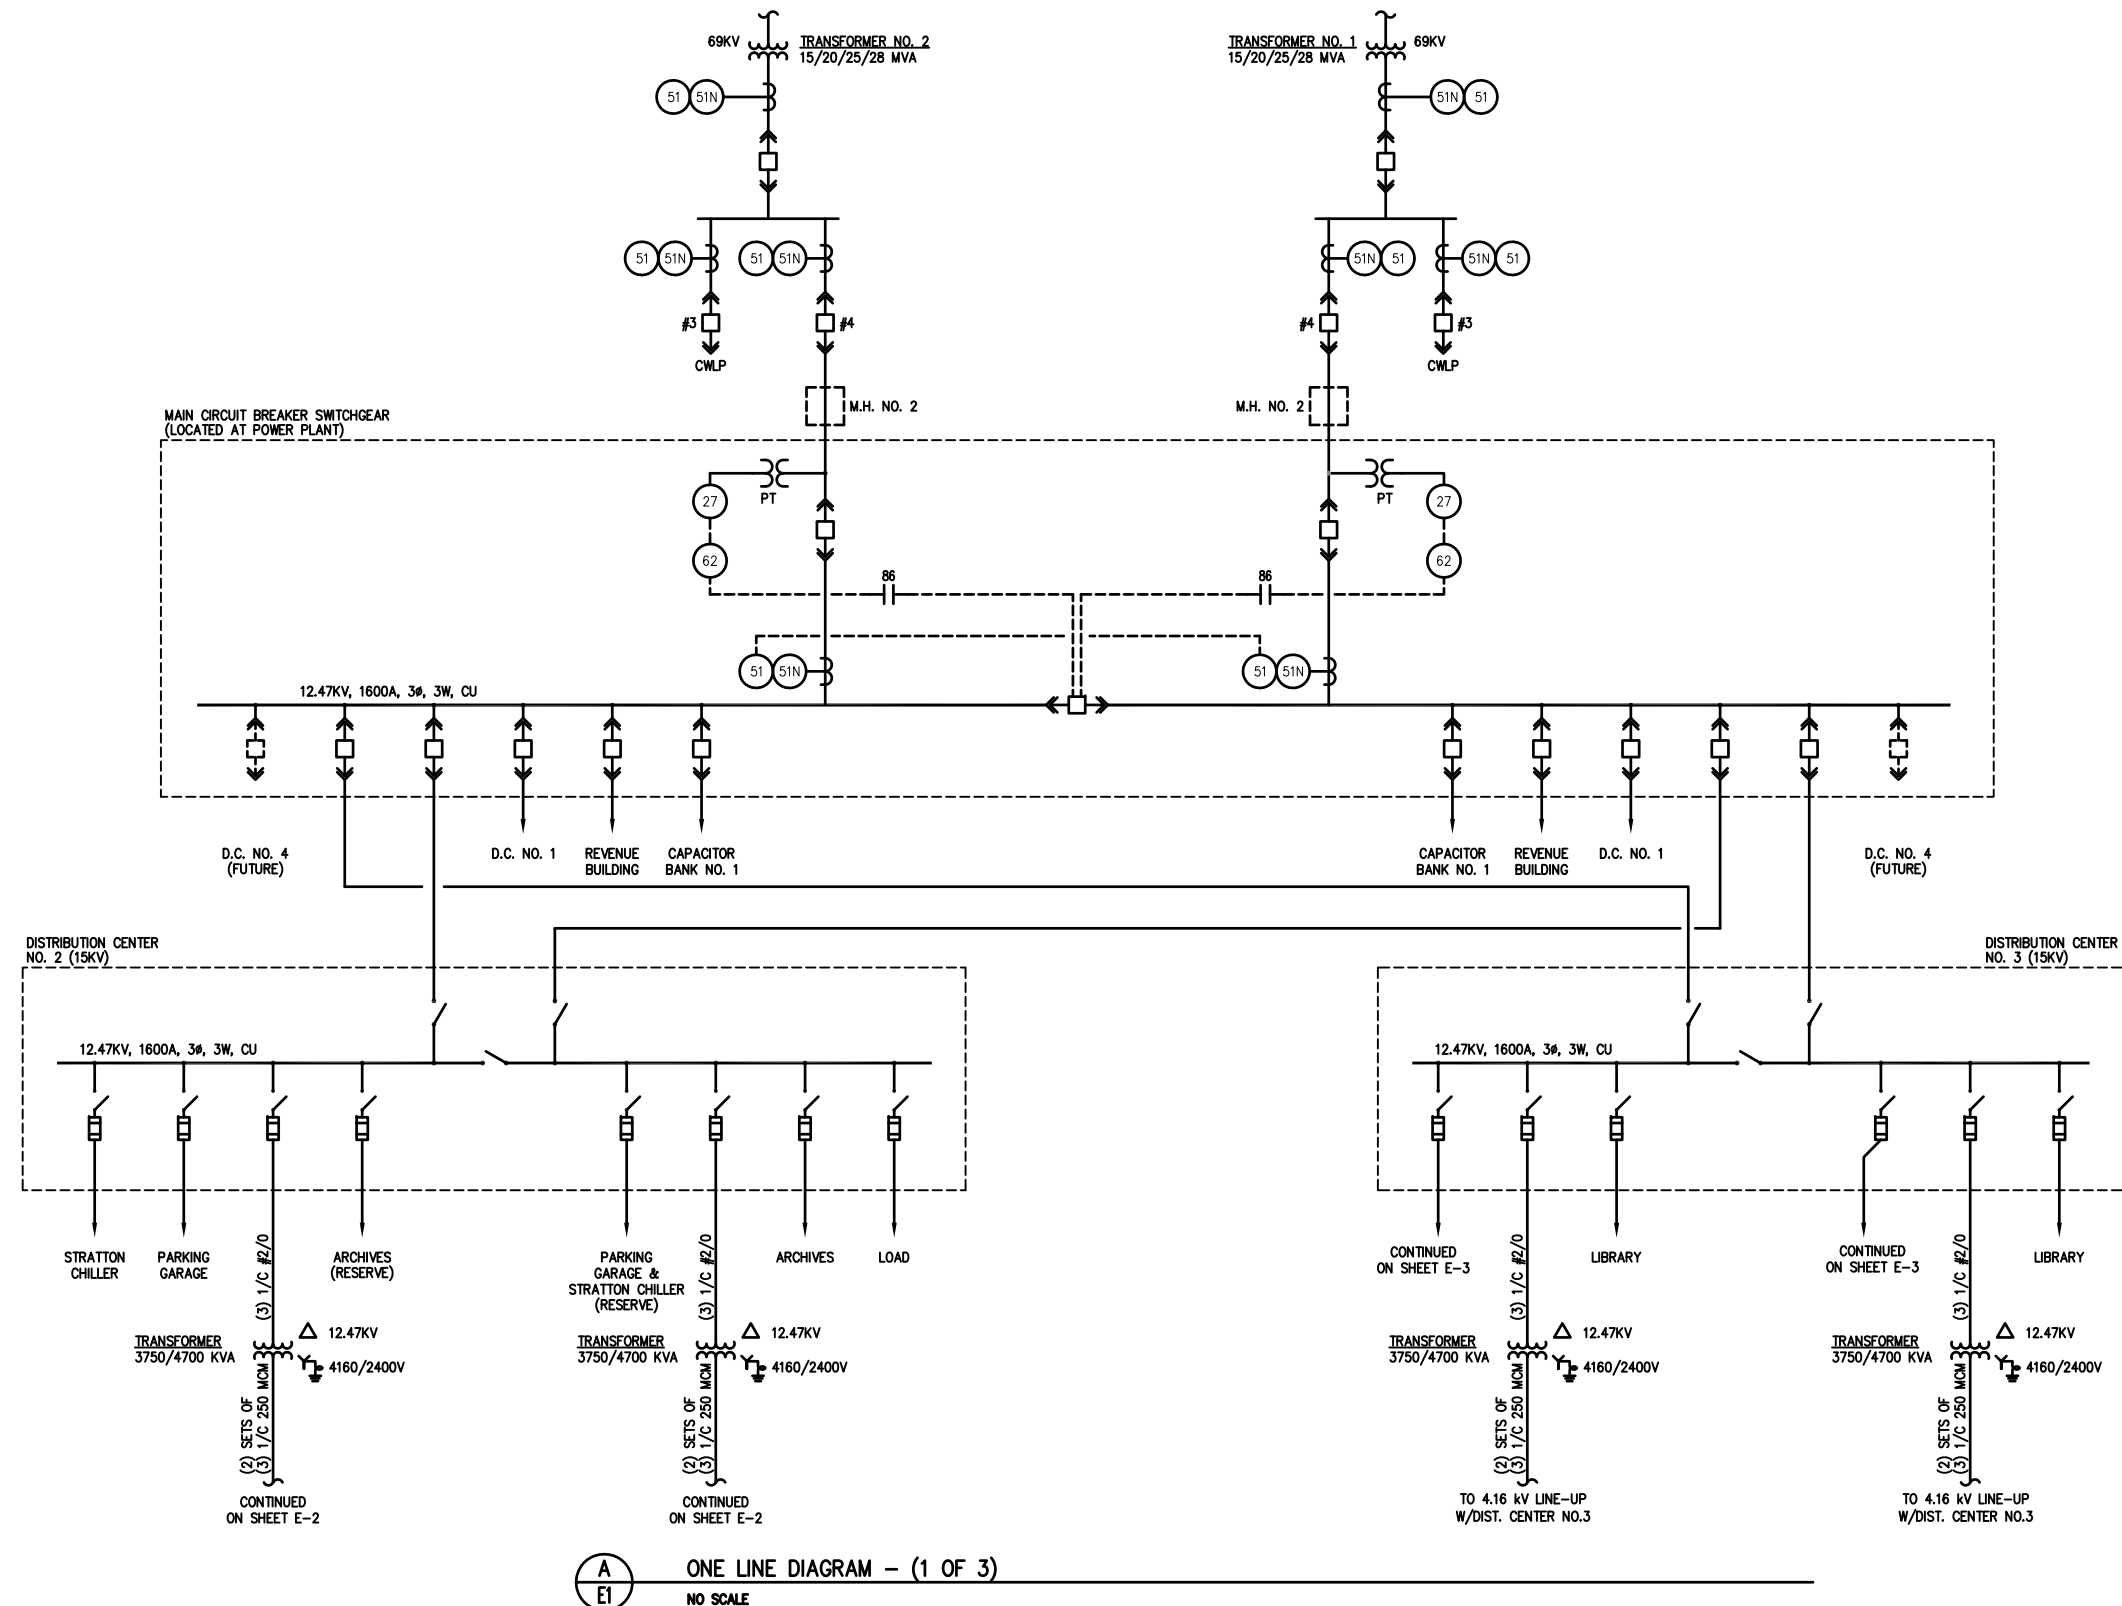 69KV
TRANSFORMER NO. 2
15/20/25/28 MVA
TRANSFORMER NO. 1
15/20/25/28 MVA
69KV
51 51N
51N 51
51 51N
51 51N
51N 51
51N 51
#3
#4
#4
#3
CWLP
CWLP
M.H. NO. 2
M.H. NO. 2
MAIN CIRCUIT BREAKER SWITCHGEAR
(LOCATED AT POWER PLANT)
PT
PT
27
27
62
62
86
86
51 51N
51 51N
12.47KV, 1600A, 3ø, 3W, CU
D.C. NO. 4
(FUTURE)
D.C. NO. 1
REVENUE
BUILDING
CAPACITOR
BANK NO. 1
CAPACITOR
BANK NO. 1
REVENUE
BUILDING
D.C. NO. 1
D.C. NO. 4
(FUTURE)
DISTRIBUTION CENTER
NO. 2 (15KV)
DISTRIBUTION CENTER
NO. 3 (15KV)
12.47KV, 1600A, 3ø, 3W, CU
12.47KV, 1600A, 3ø, 3W, CU
STRATTON
CHILLER
PARKING
GARAGE
(3) 1/C #2/0
ARCHIVES
(RESERVE)
PARKING
GARAGE &
STRATTON CHILLER
(RESERVE)
(3) 1/C #2/0
ARCHIVES
LOAD
CONTINUED
ON SHEET E-3
(3) 1/C #2/0
LIBRARY
CONTINUED
ON SHEET E-3
(3) 1/C #2/0
LIBRARY
TRANSFORMER
3750/4700 KVA
12.47KV
4160/2400V
TRANSFORMER
3750/4700 KVA
12.47KV
4160/2400V
TRANSFORMER
3750/4700 KVA
12.47KV
4160/2400V
TRANSFORMER
3750/4700 KVA
12.47KV
4160/2400V
(2) SETS OF
(3) 1/C 250 MCM
(2) SETS OF
(3) 1/C 250 MCM
(2) SETS OF
(3) 1/C 250 MCM
(2) SETS OF
(3) 1/C 250 MCM
CONTINUED
ON SHEET E-2
CONTINUED
ON SHEET E-2
TO 4.16 kV LINE-UP
W/DIST. CENTER NO.3
TO 4.16 kV LINE-UP
W/DIST. CENTER NO.3
A
E1
ONE LINE DIAGRAM - (1 OF 3)
NO SCALE